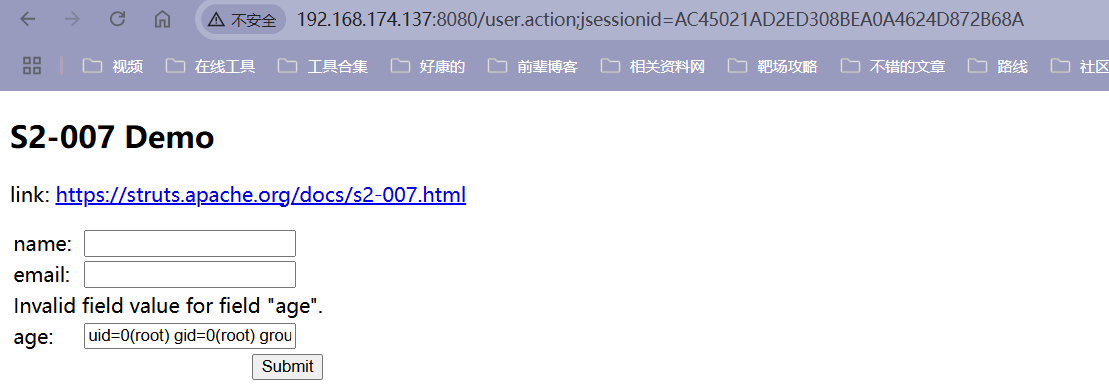 不安全 192.168.174.137:8080/user.action;jsessionid=AC45021AD2ED308BEA0A4624D872B68A
视频 在线工具 工具合集 好康的 前辈博客 相关资料网 靶场攻略 不错的文章 路线 社区
S2-007 Demo
link: https://struts.apache.org/docs/s2-007.html
name:
email:
Invalid field value for field "age".
age: uid=0(root) gid=0(root) grou
Submit